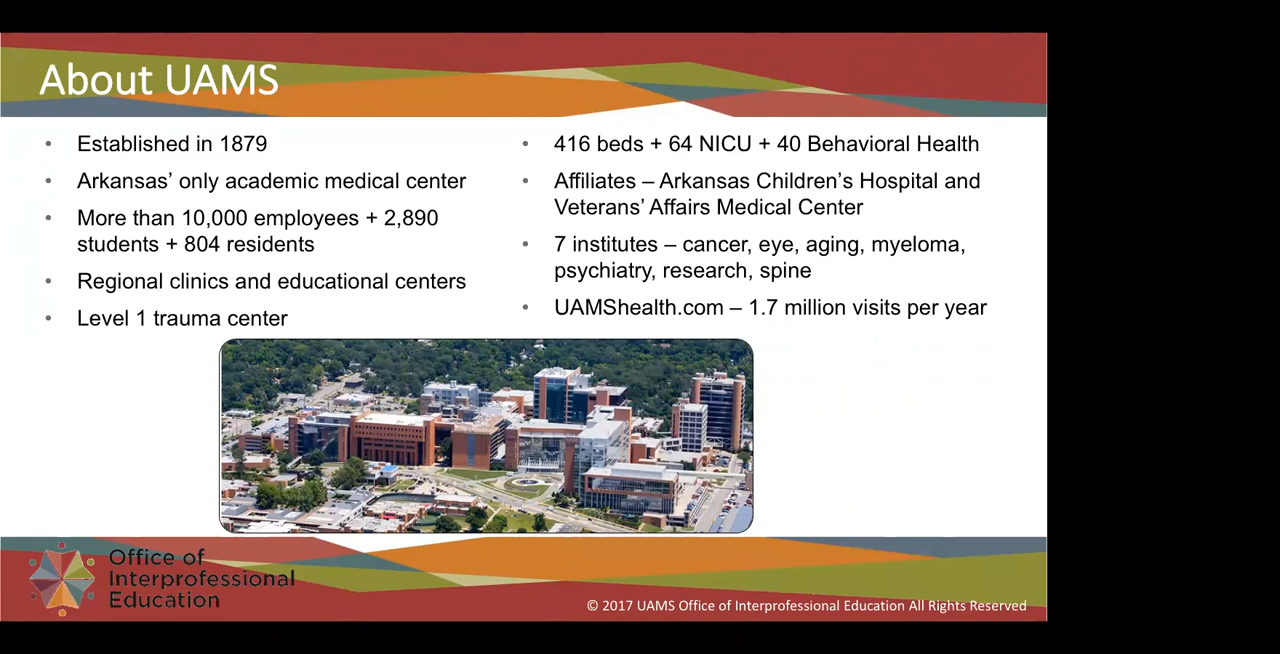 About UAMS
• Established in 1879
• Arkansas’ only academic medical center
• More than 10,000 employees + 2,890
students + 804 residents
• Regional clinics and educational centers
• Level 1 trauma center
• 416 beds + 64 NICU + 40 Behavioral Health
• Affiliates – Arkansas Children’s Hospital and
Veterans’ Affairs Medical Center
• 7 institutes – cancer, eye, aging, myeloma,
psychiatry, research, spine
• UAMShealth.com – 1.7 million visits per year
Office of
Interprofessional
Education
© 2017 UAMS Office of Interprofessional Education All Rights Reserved